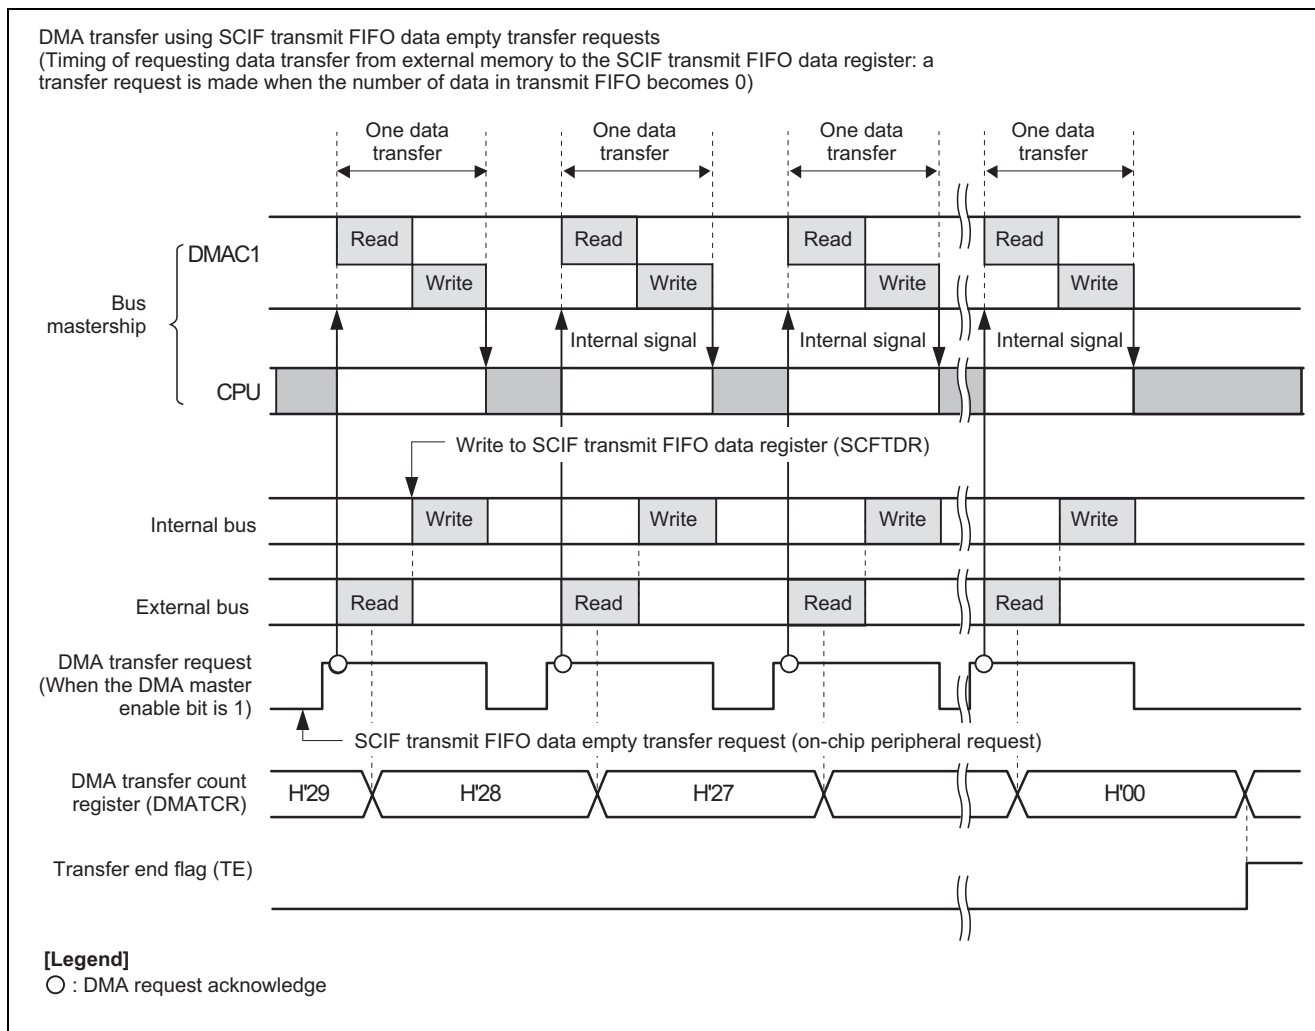 DMA transfer using SCIF transmit FIFO data empty transfer requests
(Timing of requesting data transfer from external memory to the SCIF transmit FIFO data register: a
transfer request is made when the number of data in transmit FIFO becomes 0)
One data
transfer
One data
transfer
One data
transfer
One data
transfer
Bus
mastership
DMAC1
Read
Write
Read
Write
Read
Write
Read
Write
Internal signal
Internal signal
Internal signal
CPU
Write to SCIF transmit FIFO data register (SCFTDR)
Internal bus
Write
Write
Write
Write
External bus
Read
Read
Read
Read
DMA transfer request
(When the DMA master
enable bit is 1)
SCIF transmit FIFO data empty transfer request (on-chip peripheral request)
DMA transfer count
register (DMATCR)
H'29
H'28
H'27
H'00
Transfer end flag (TE)
[Legend]
: DMA request acknowledge